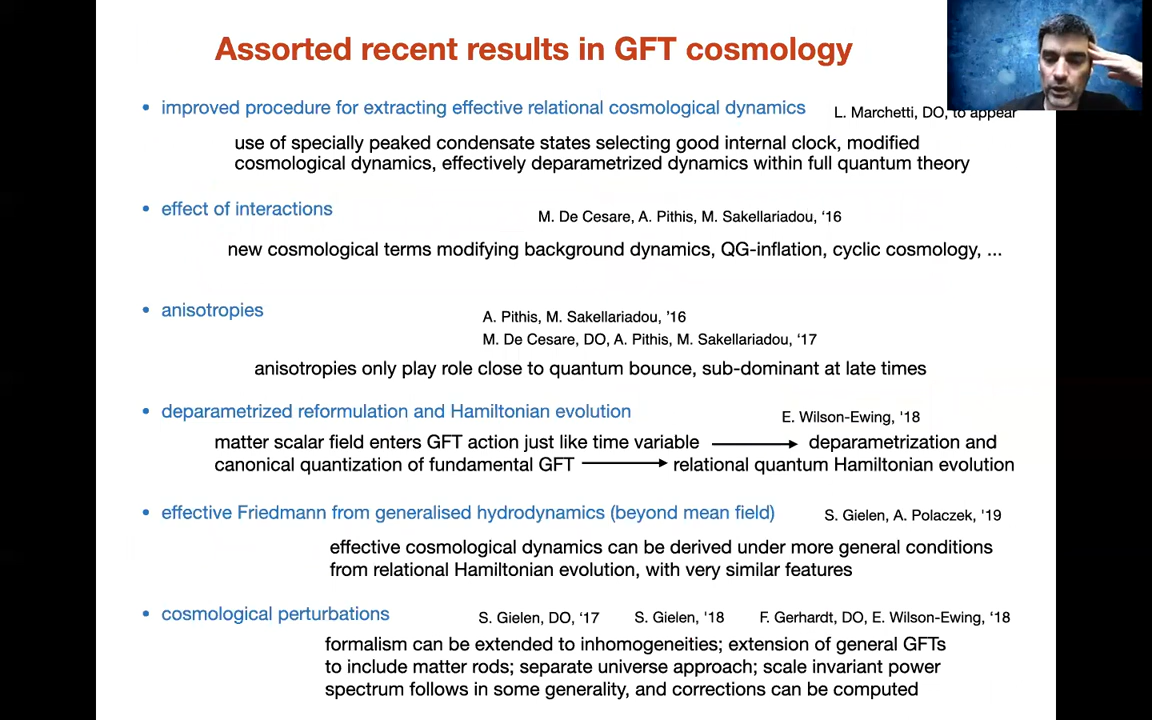 Assorted recent results in GFT cosmology
• improved procedure for extracting effective relational cosmological dynamics
L. Marchetti, DO, to appear
use of specially peaked condensate states selecting good internal clock, modified
cosmological dynamics, effectively deparametrized dynamics within full quantum theory
• effect of interactions
M. De Cesare, A. Pithis, M. Sakellariadou, ‘16
new cosmological terms modifying background dynamics, QG-inflation, cyclic cosmology, ...
• anisotropies
A. Pithis, M. Sakellariadou, ’16
M. De Cesare, DO, A. Pithis, M. Sakellariadou, ‘17
anisotropies only play role close to quantum bounce, sub-dominant at late times
• deparametrized reformulation and Hamiltonian evolution
E. Wilson-Ewing, '18
matter scalar field enters GFT action just like time variable ⟶ deparametrization and
canonical quantization of fundamental GFT ⟶ relational quantum Hamiltonian evolution
• effective Friedmann from generalised hydrodynamics (beyond mean field)
S. Gielen, A. Polaczek, '19
effective cosmological dynamics can be derived under more general conditions
from relational Hamiltonian evolution, with very similar features
• cosmological perturbations
S. Gielen, DO, ‘17 S. Gielen, '18 F. Gerhardt, DO, E. Wilson-Ewing, ‘18
formalism can be extended to inhomogeneities; extension of general GFTs
to include matter rods; separate universe approach; scale invariant power
spectrum follows in some generality, and corrections can be computed